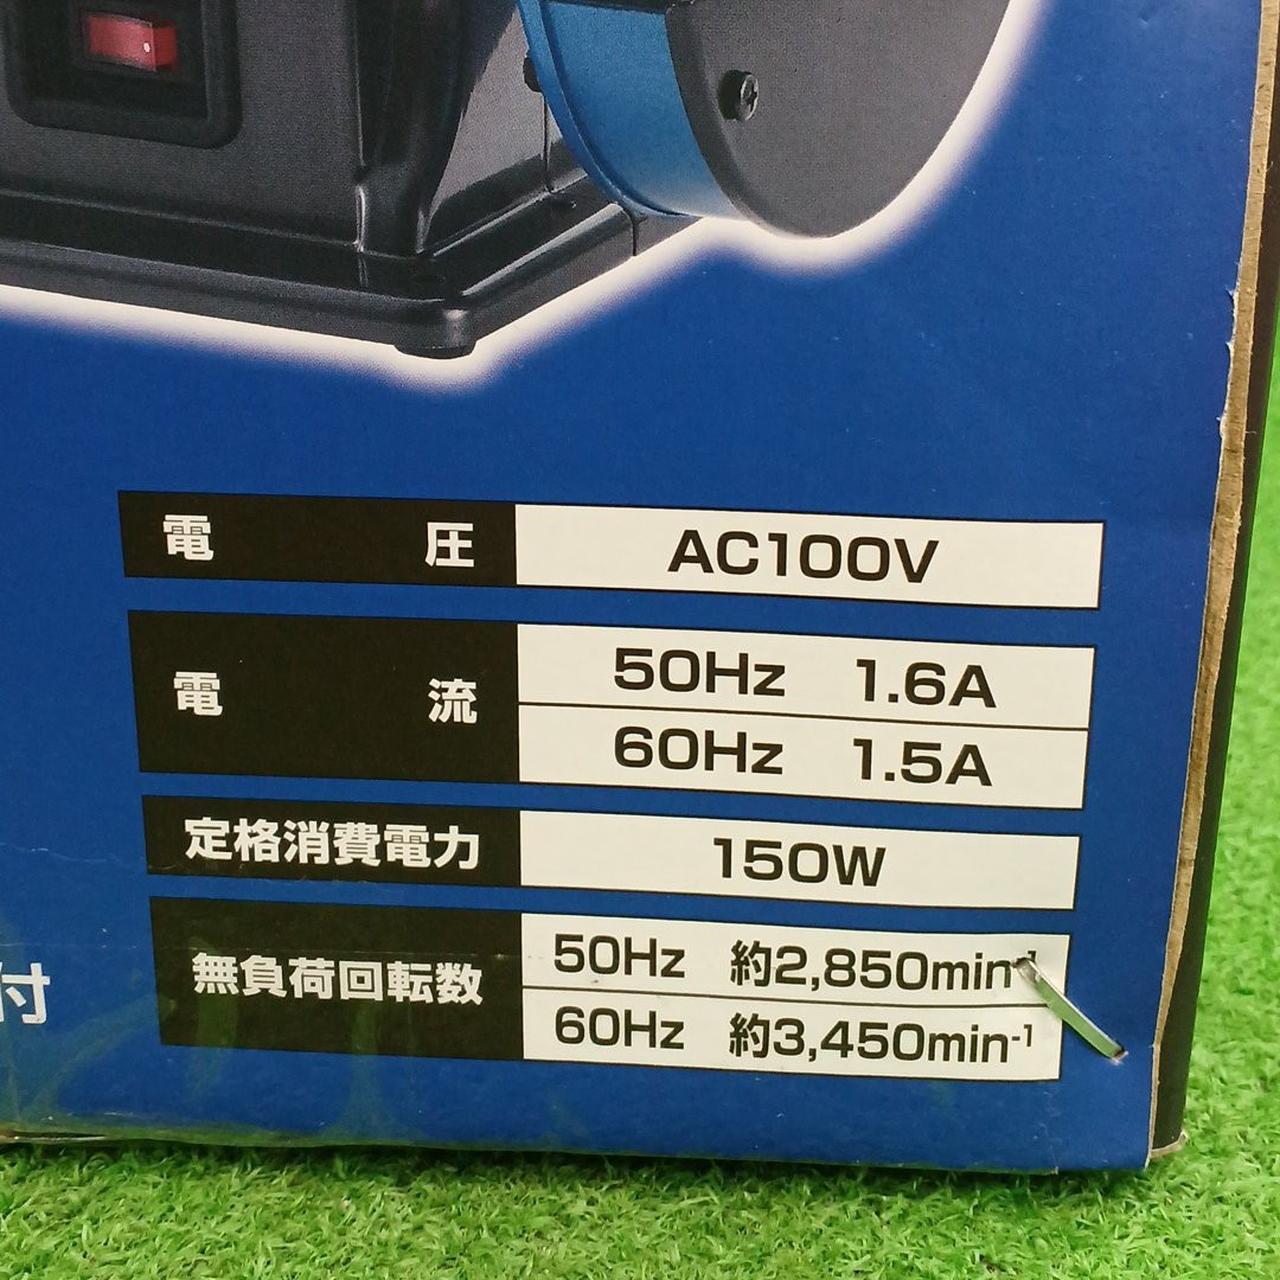 電圧 AC100V
電流 50Hz 1.6A
60Hz 1.5A
定格消費電力 150W
無負荷回転数 50Hz 約2,850min-1
60Hz 約3,450min-1
付